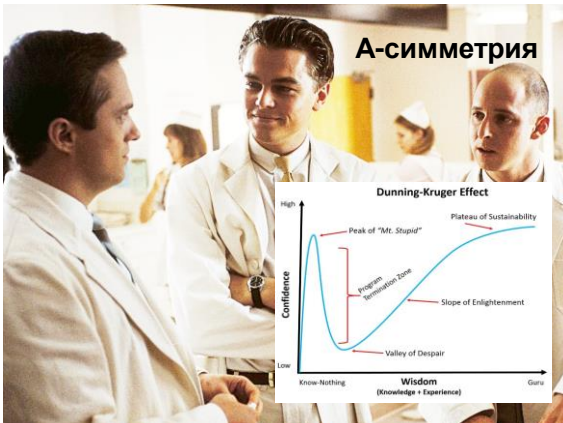 А-симметрия
Dunning-Kruger Effect
High
Plateau of Sustainability
Peak of "Mt. Stupid"
Program
Termination Zone
Confidence
Slope of Enlightenment
Valley of Despair
Low
Know-Nothing
Wisdom
Guru
(Knowledge + Experience)